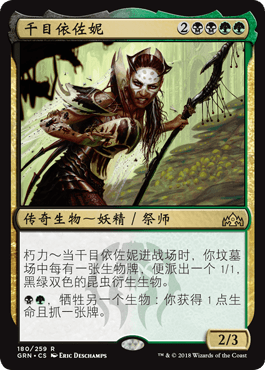 千目依佐妮 2
传奇生物～妖精／祭师
朽力～当千目依佐妮进战场时，你坟墓
场中每有一张生物牌，便派出一个 1/1，
黑绿双色的昆虫衍生生物。
，牺牲另一个生物：你获得 1 点生
命且抓一张牌。
2/3
180/259 R
GRN • CS ERIC DESCHAMPS
™ & © 2018 Wizards of the Coast